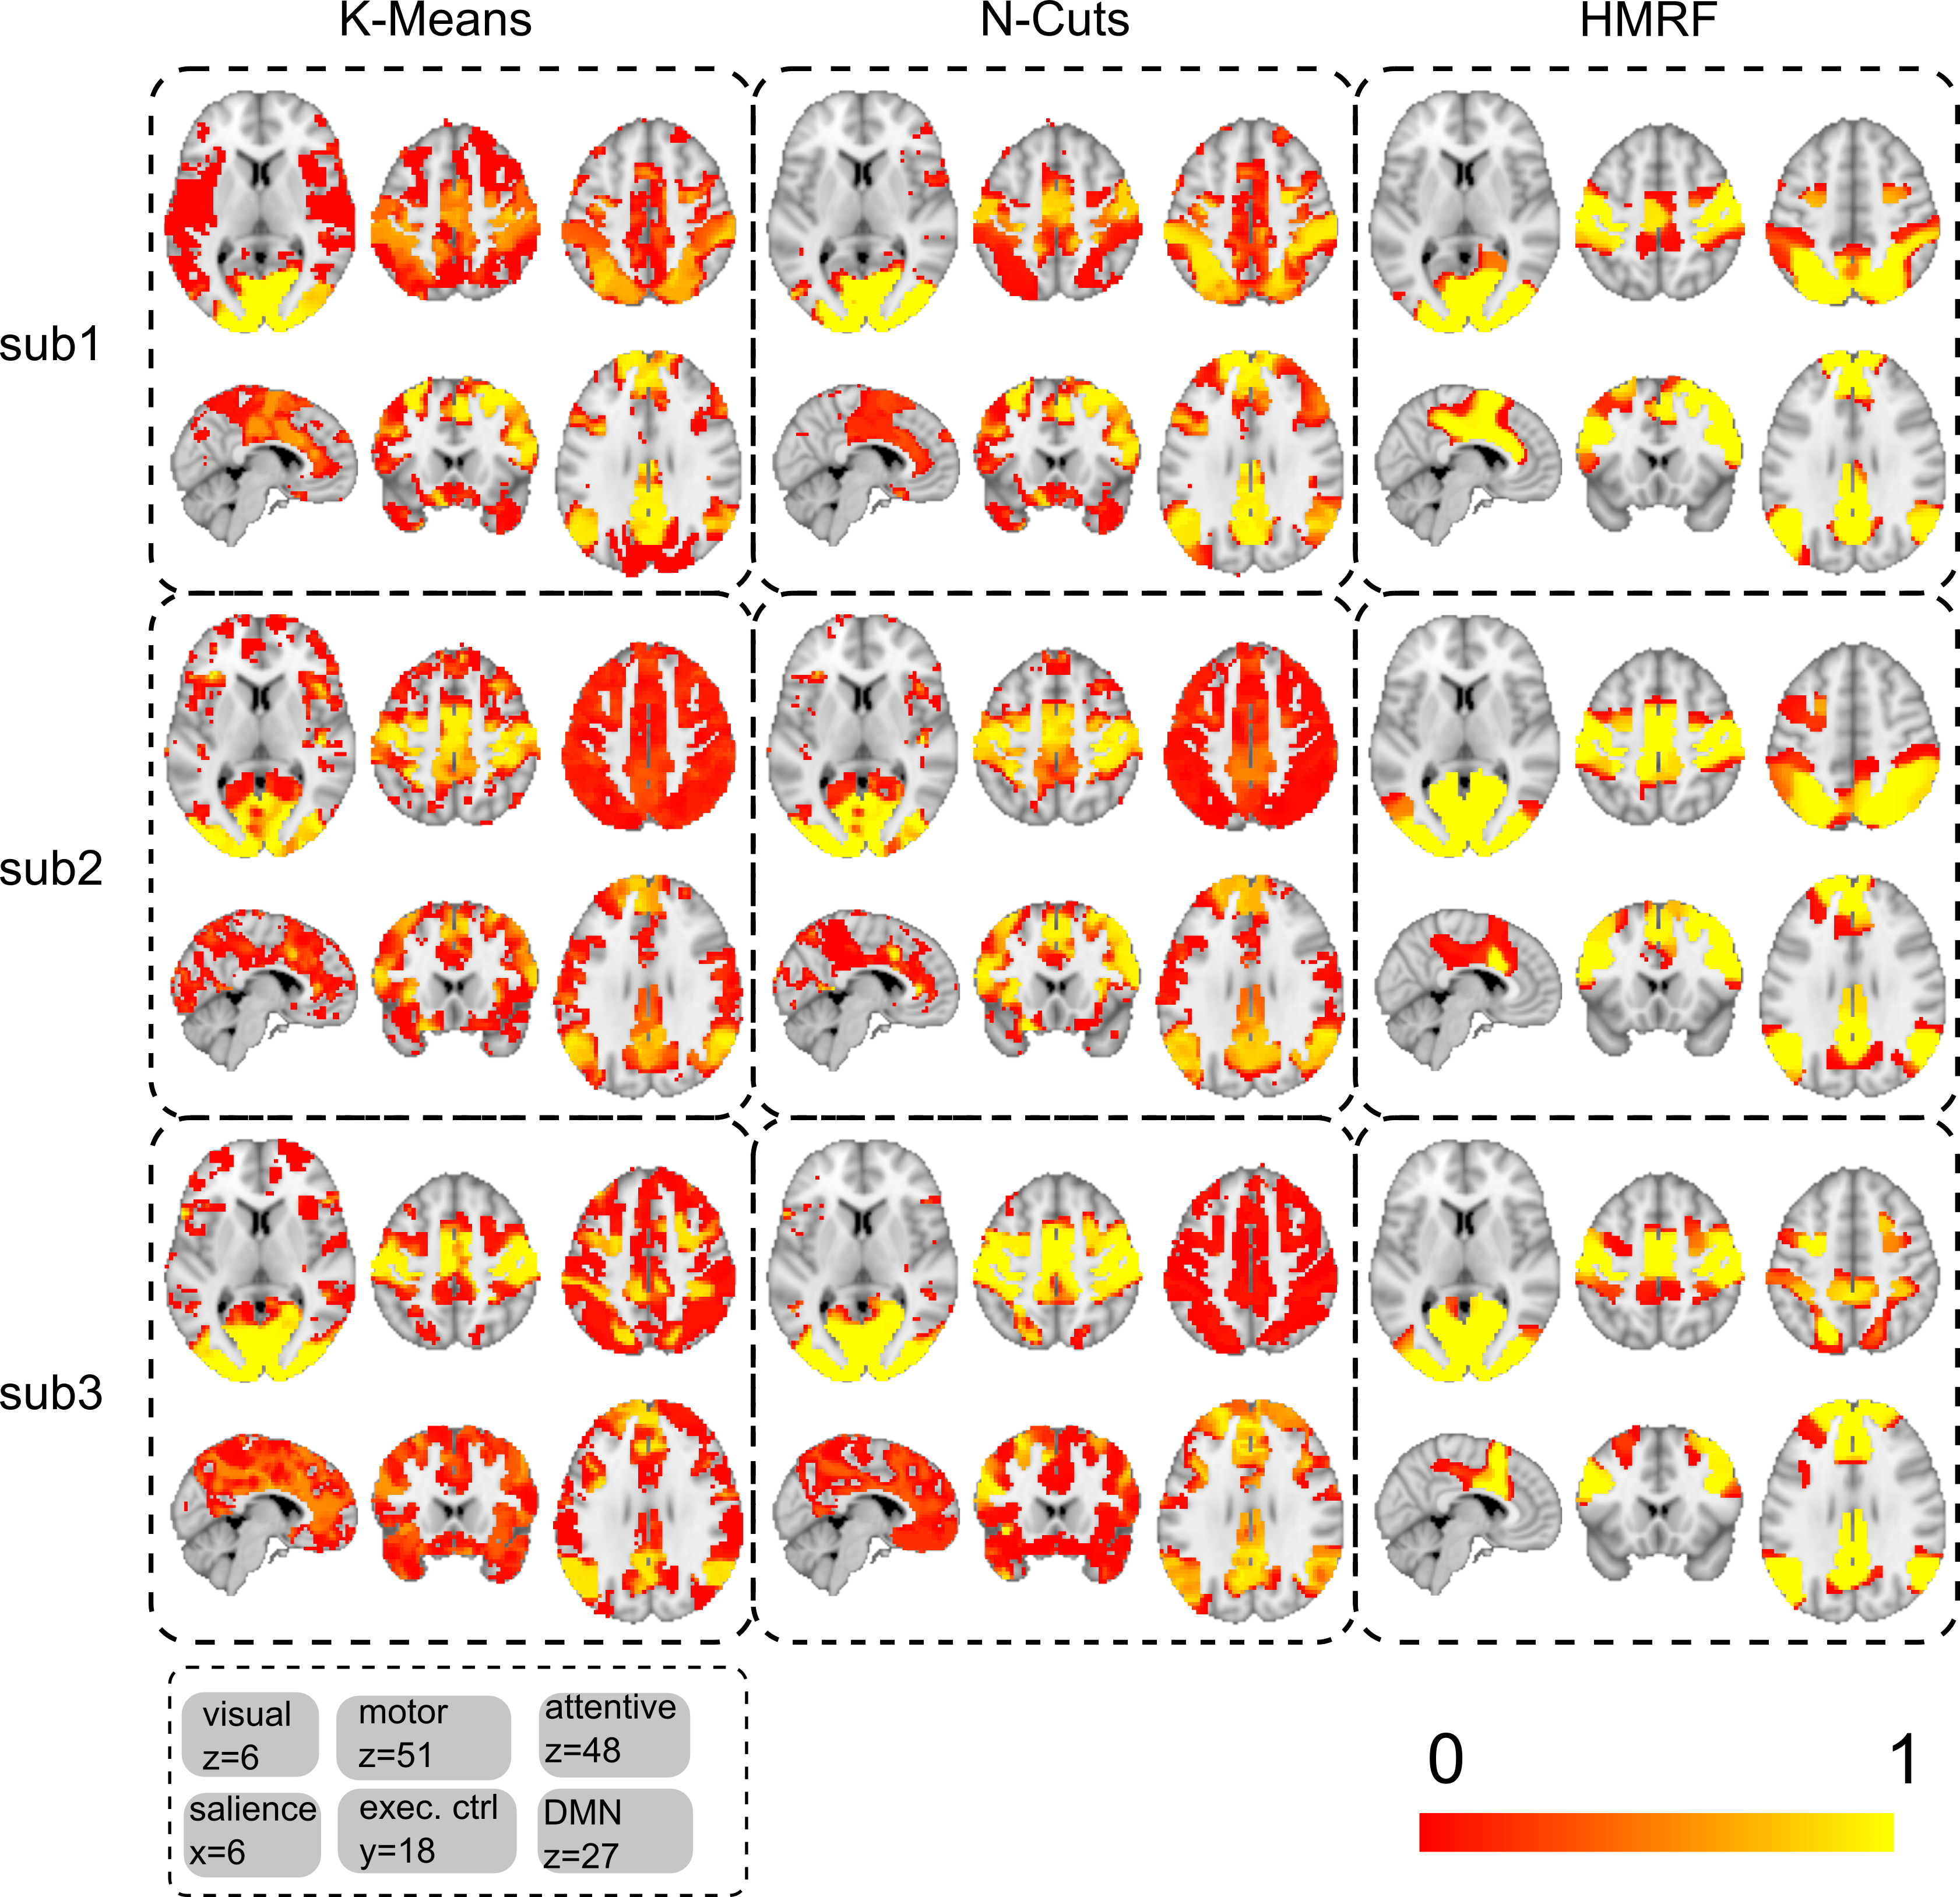 K-Means N-Cuts HMRF
sub1
sub2
sub3
visual motor attentive
z=6 z=51 z=48
salience exec. ctrl DMN
x=6 y=18 z=27
0 1